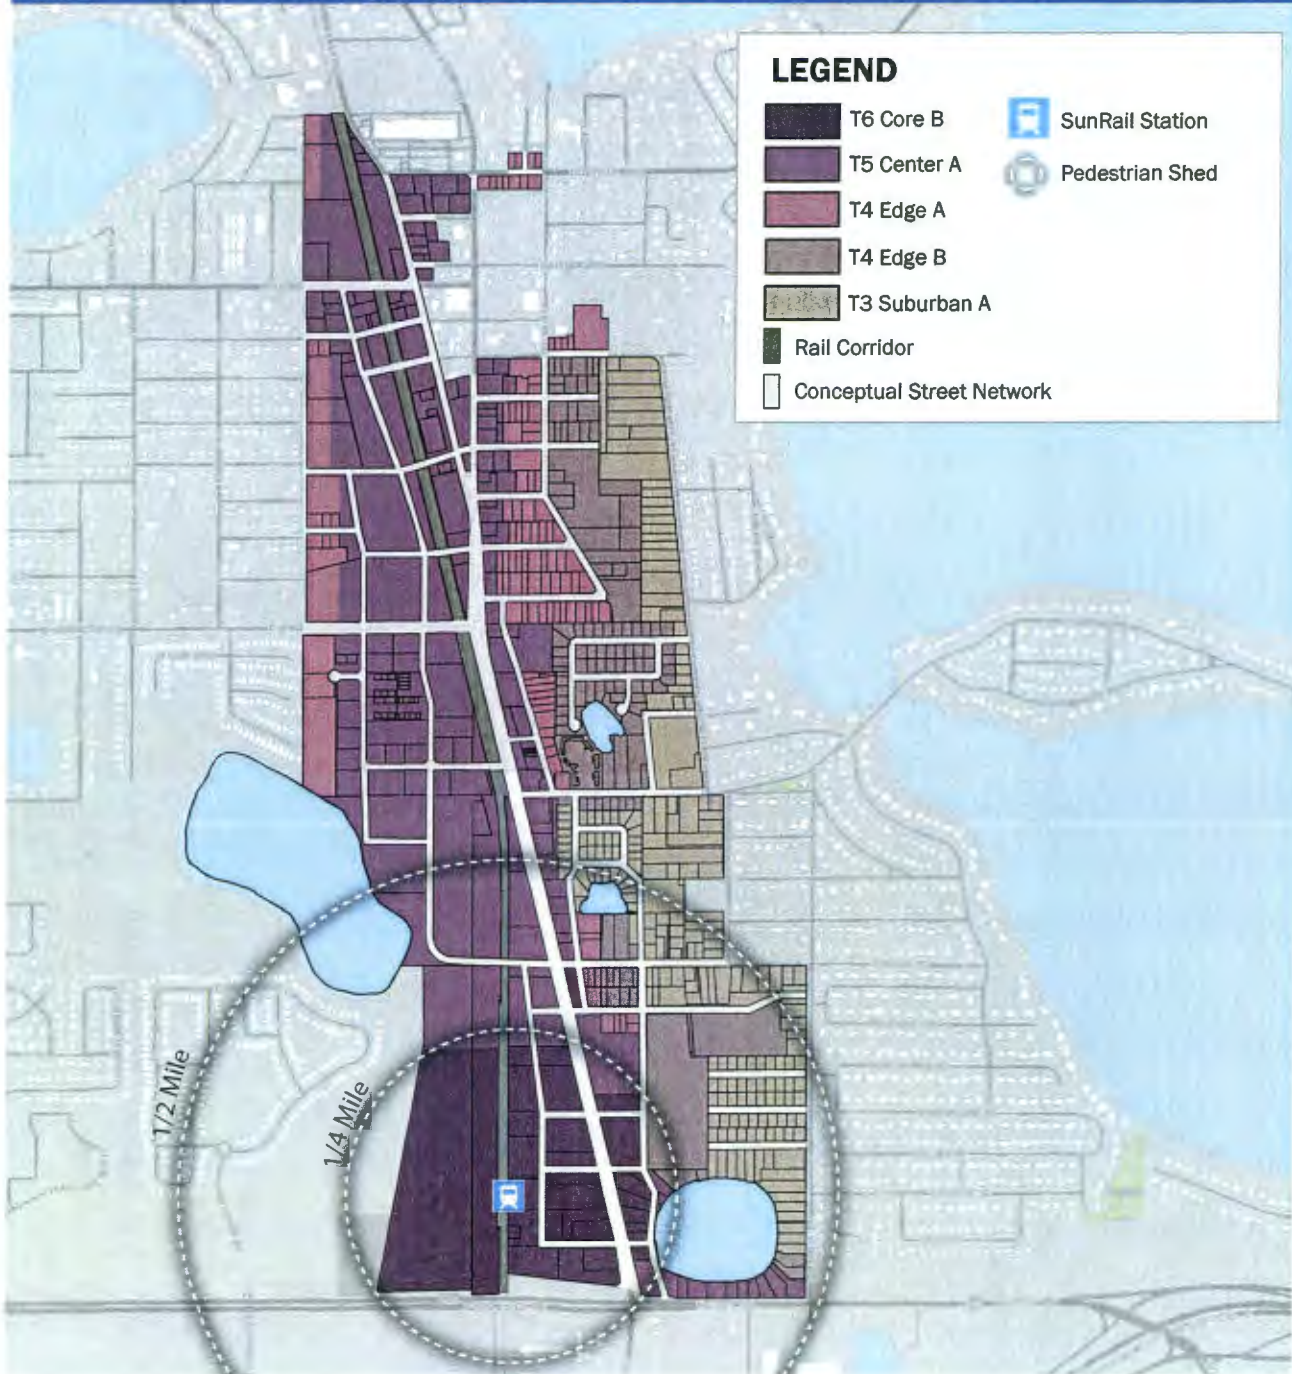 LEGEND
T6 Core B
T5 Center A
T4 Edge A
T4 Edge B
T3 Suburban A
Rail Corridor
Conceptual Street Network
SunRail Station
Pedestrian Shed
1/2 Mile
1/4 Mile